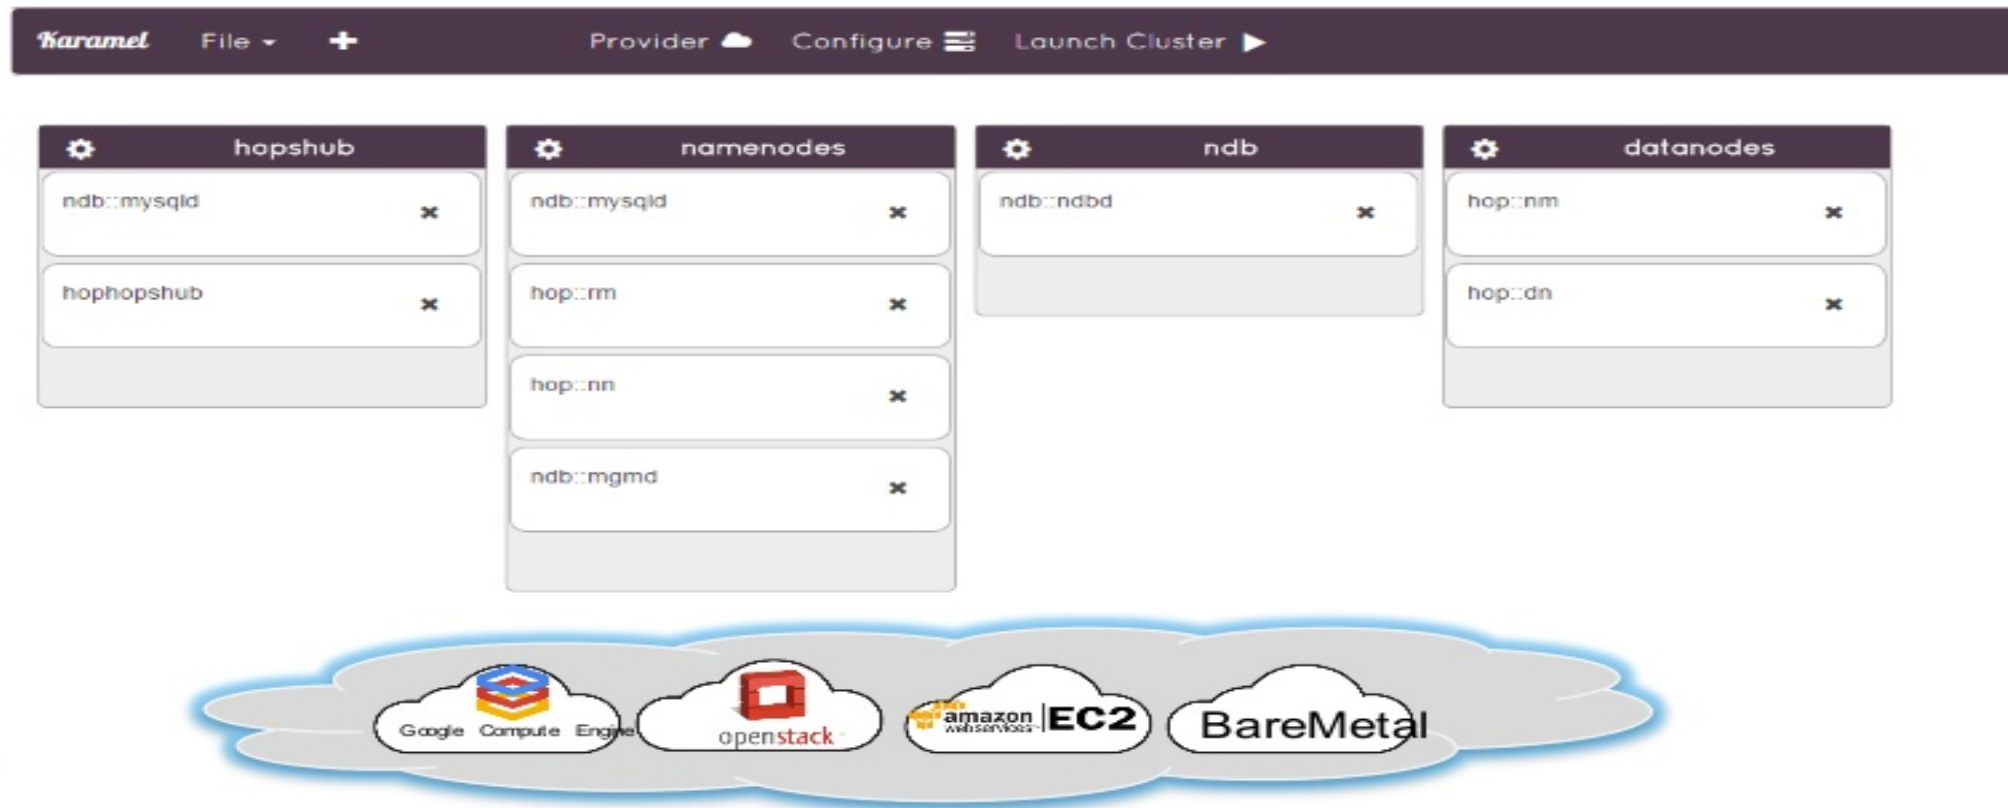 Karamel File Provider Configure Launch Cluster
hopshub
ndb::mysqld
hophopshub
namenodes
ndb::mysqld
hop::rm
hop::nn
ndb::mgmd
ndb
ndb::ndbd
datanodes
hop::nm
hop::dn
Google Compute Engine
openstack
amazon
webservices
EC2
BareMetal